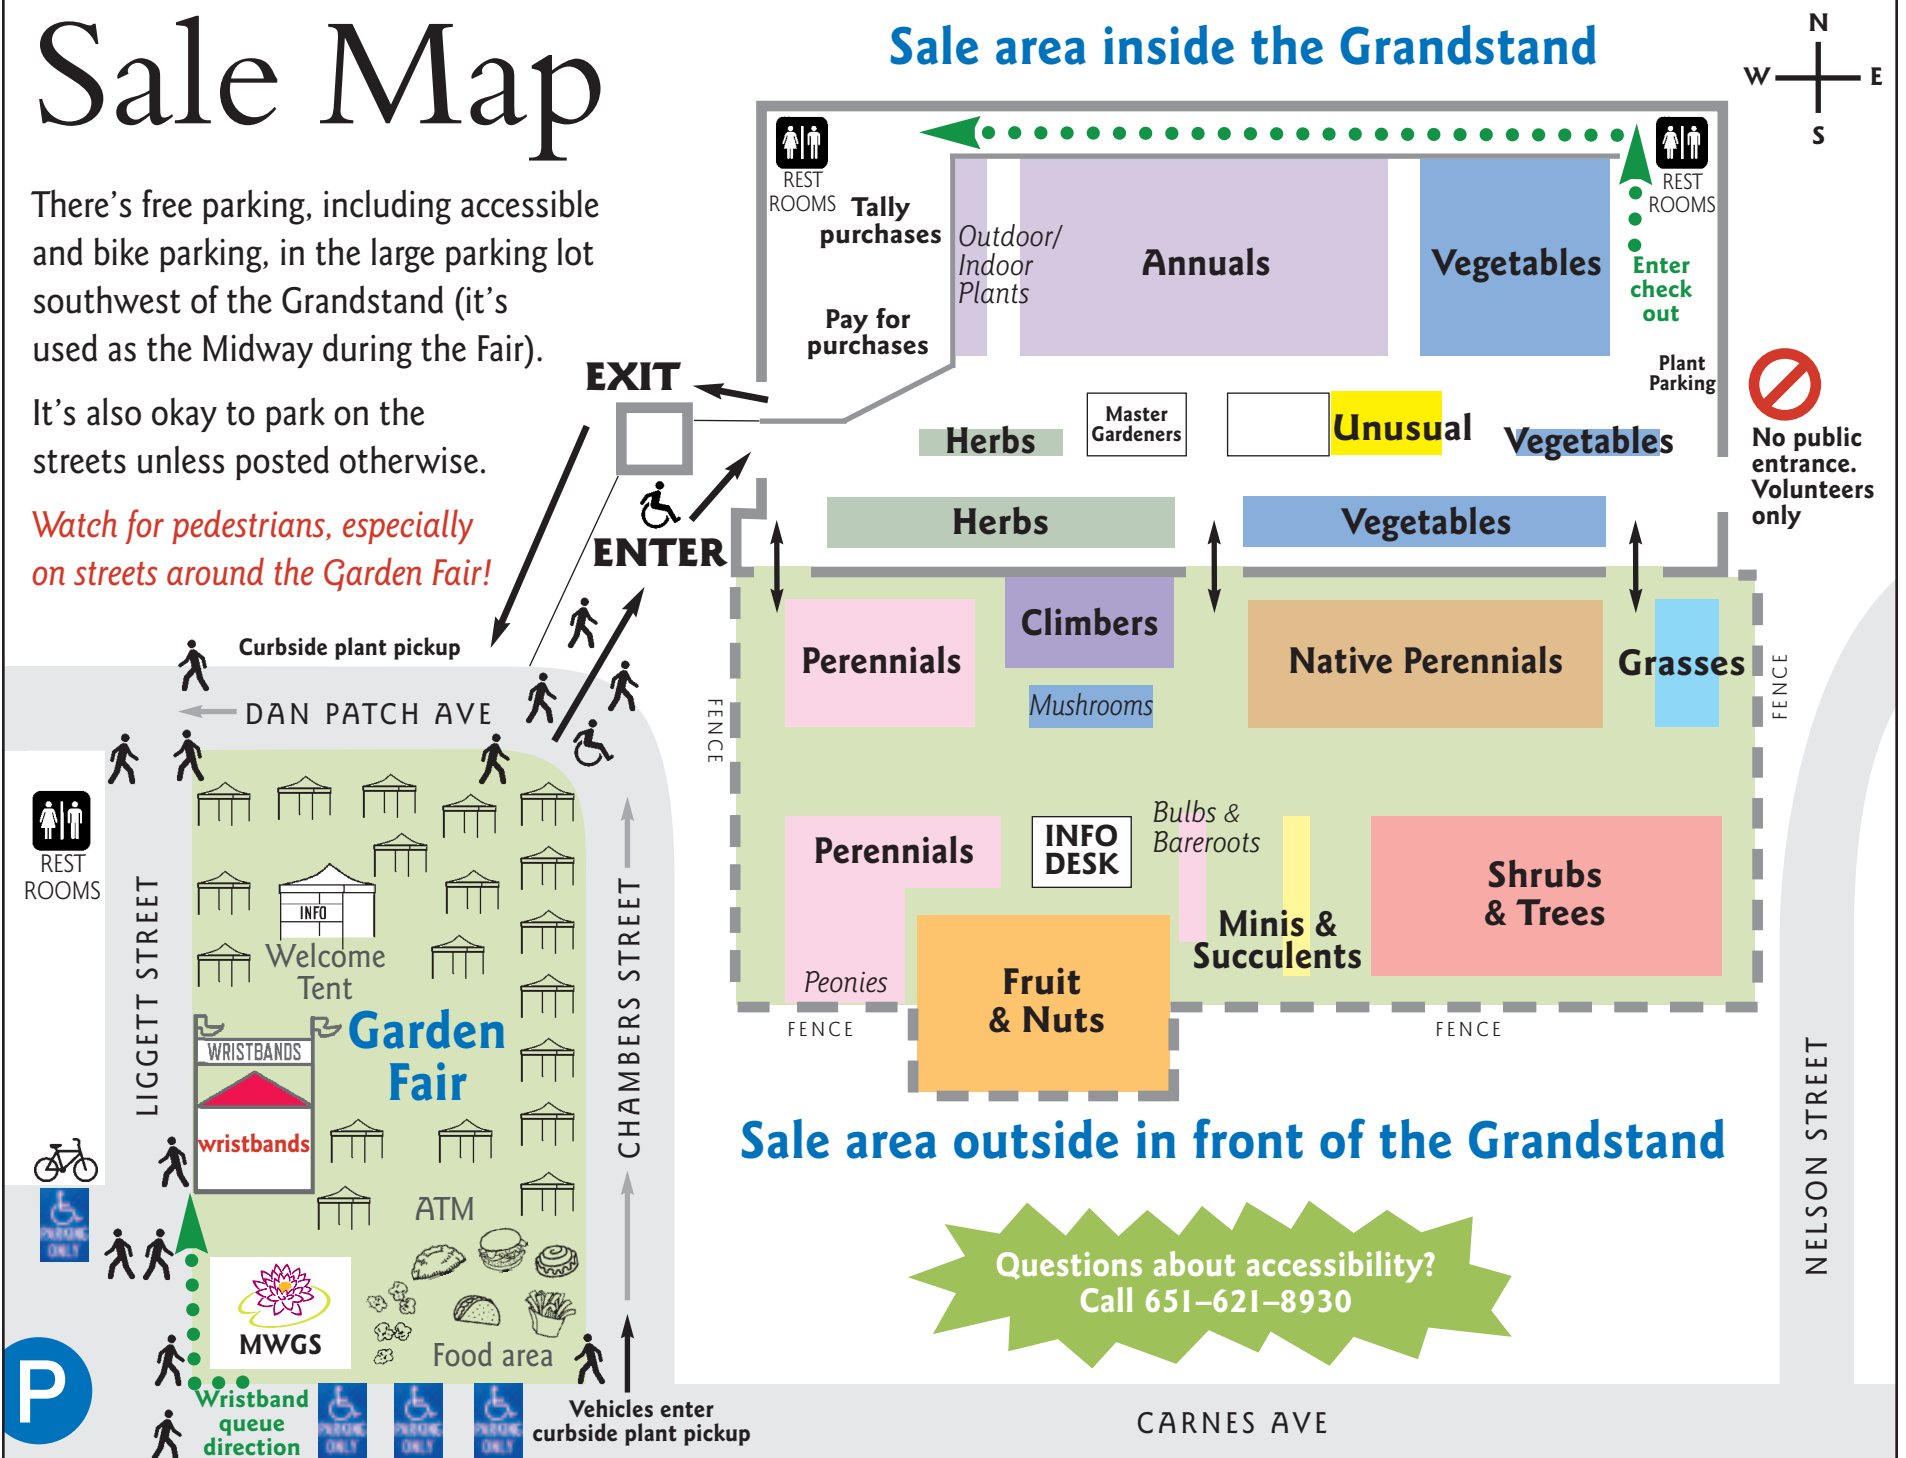 Sale Map
Sale area inside the Grandstand
N
W
E
S
There's free parking, including accessible
and bike parking, in the large parking lot
southwest of the Grandstand (it's
used as the Midway during the Fair).
It's also okay to park on the
streets unless posted otherwise.
Watch for pedestrians, especially
on streets around the Garden Fair!
REST
ROOMS
Tally
purchases
Pay for
purchases
Outdoor/
Indoor
Plants
Annuals
Vegetables
REST
ROOMS
Enter
check
out
Plant
Parking
EXIT
Herbs
Master
Gardeners
Unusual
Vegetables
No public
entrance.
Volunteers
only
ENTER
Herbs
Vegetables
Perennials
Climbers
Mushrooms
Native Perennials
Grasses
FENCE
FENCE
Perennials
Peonies
INFO
DESK
Bulbs &
Bareroots
Minis &
Succulents
Shrubs
& Trees
Fruit
& Nuts
FENCE
FENCE
Sale area outside in front of the Grandstand
Questions about accessibility?
Call 651–621–8930
Curbside plant pickup
DAN PATCH AVE
REST
ROOMS
LIGGETT STREET
CHAMBERS STREET
NELSON STREET
INFO
Welcome
Tent
Garden
Fair
WRISTBANDS
wristbands
ATM
PARKING
ONLY
MWGS
Food area
P
Wristband
queue
direction
PARKING
ONLY
PARKING
ONLY
PARKING
ONLY
Vehicles enter
curbside plant pickup
CARNES AVE